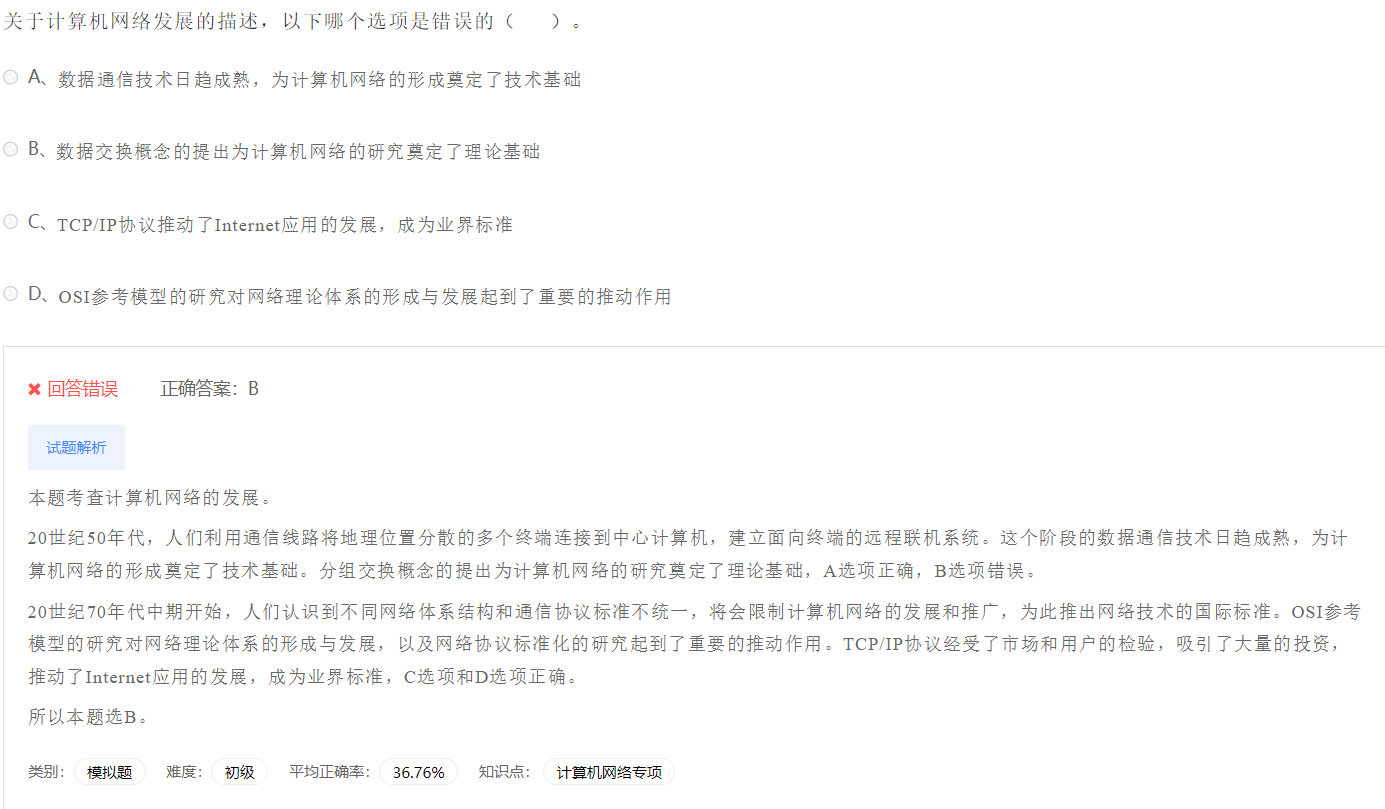 关于计算机网络发展的描述，以下哪个选项是错误的（　　）。
A、数据通信技术日趋成熟，为计算机网络的形成奠定了技术基础
B、数据交换概念的提出为计算机网络的研究奠定了理论基础
C、TCP/IP协议推动了Internet应用的发展，成为业界标准
D、OSI参考模型的研究对网络理论体系的形成与发展起到了重要的推动作用
回答错误 正确答案：B
试题解析
本题考查计算机网络的发展。
20世纪50年代，人们利用通信线路将地理位置分散的多个终端连接到中心计算机，建立面向终端的远程联机系统。这个阶段的数据通信技术日趋成熟，为计
算机网络的形成奠定了技术基础。分组交换概念的提出为计算机网络的研究奠定了理论基础，A选项正确，B选项错误。
20世纪70年代中期开始，人们认识到不同网络体系结构和通信协议标准不统一，将会限制计算机网络的发展和推广，为此推出网络技术的国际标准。OSI参考
模型的研究对网络理论体系的形成与发展，以及网络协议标准化的研究起到了重要的推动作用。TCP/IP协议经受了市场和用户的检验，吸引了大量的投资，
推动了Internet应用的发展，成为业界标准，C选项和D选项正确。
所以本题选B。
类别： 模拟题 难度： 初级 平均正确率： 36.76% 知识点： 计算机网络专项